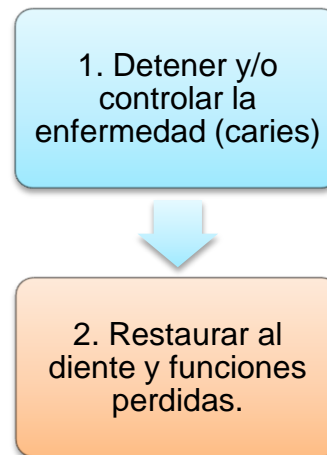 1. Detener y/o
controlar la
enfermedad (caries)
2. Restaurar al
diente y funciones
perdidas.